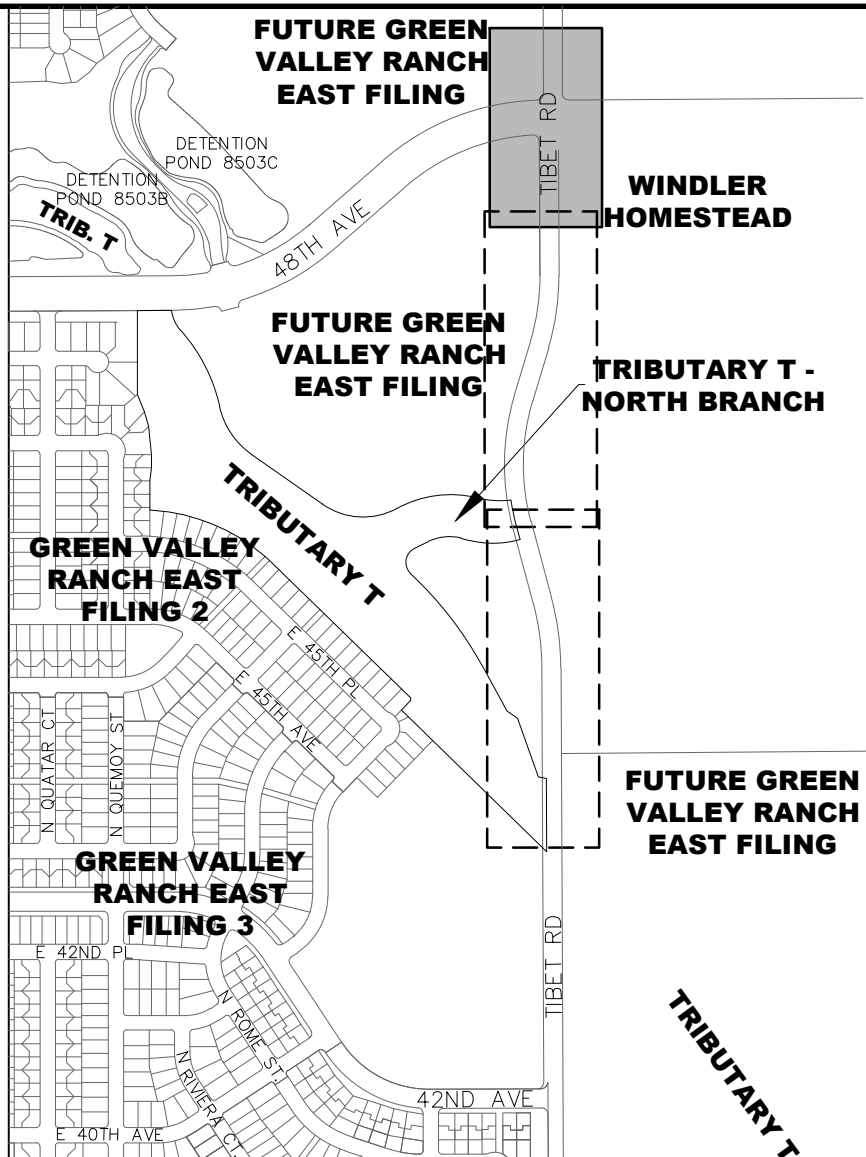 FUTURE GREEN
VALLEY RANCH
EAST FILING
TIBET RD
DETENTION
POND 8503C
DETENTION
POND 8503B
TRIB. T
48TH AVE
WINDLER
HOMESTEAD
FUTURE GREEN
VALLEY RANCH
EAST FILING
TRIBUTARY T -
NORTH BRANCH
TRIBUTARY T
GREEN VALLEY
RANCH EAST
FILING 2
E 45TH PL
E 45TH AVE
N QUATAR CT
N QUEMOY ST
FUTURE GREEN
VALLEY RANCH
EAST FILING
GREEN VALLEY
RANCH EAST
FILING 3
E 42ND PL
TIBET RD
N ROME ST.
N RIVIERA CT.
TRIBUTARY T
42ND AVE
E 40TH AVE